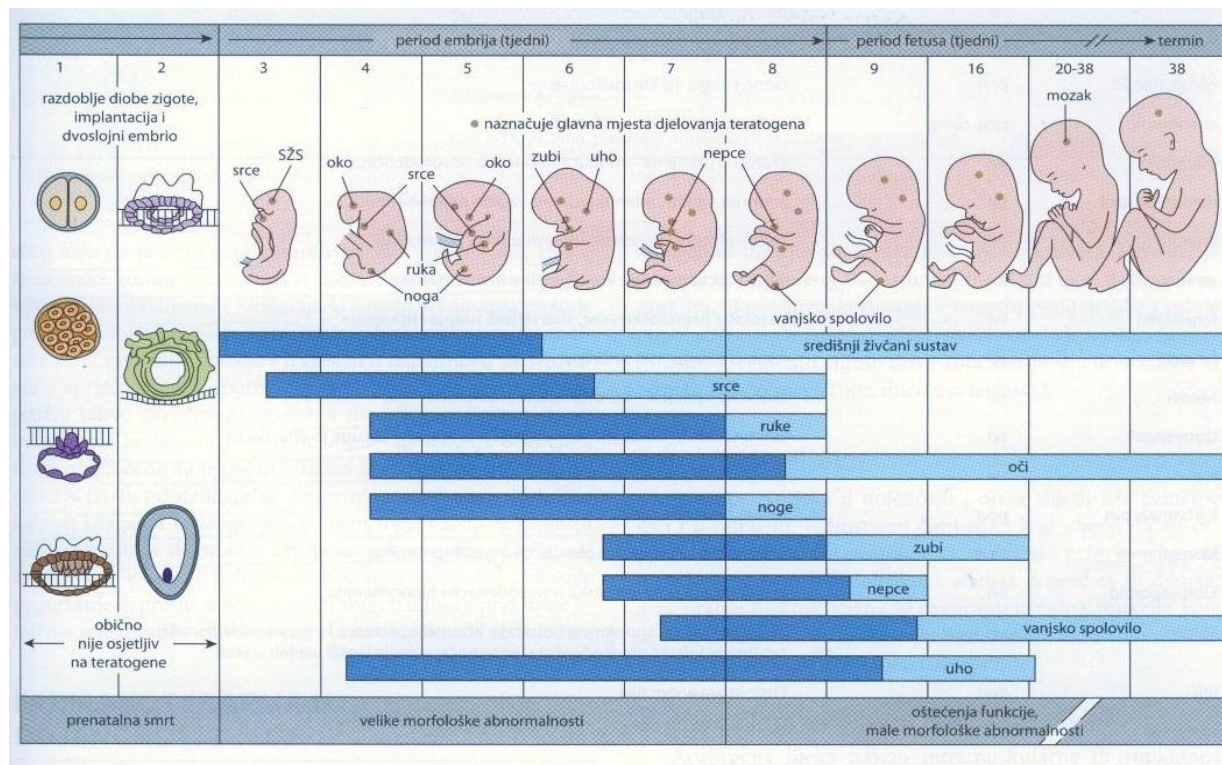 period embrija (tjedni)
period fetusa (tjedni)
termin
1 2 3 4 5 6 7 8 9 16 20-38 38
razdoblje diobe zigote,
implantacija i
dvoslojni embrio
naznačuje glavna mjesta djelovanja teratogena
mozak
srce
SŽS
oko
srce
oko
zubi
uho
nepce
ruka
noga
vanjsko spolovilo
središnji živčani sustav
srce
ruke
oči
noge
zubi
nepce
vanjsko spolovilo
uho
obično
nije osjetljiv
na teratogene
prenatalna smrt
velike morfološke abnormalnosti
oštećenja funkcije,
male morfološke abnormalnosti